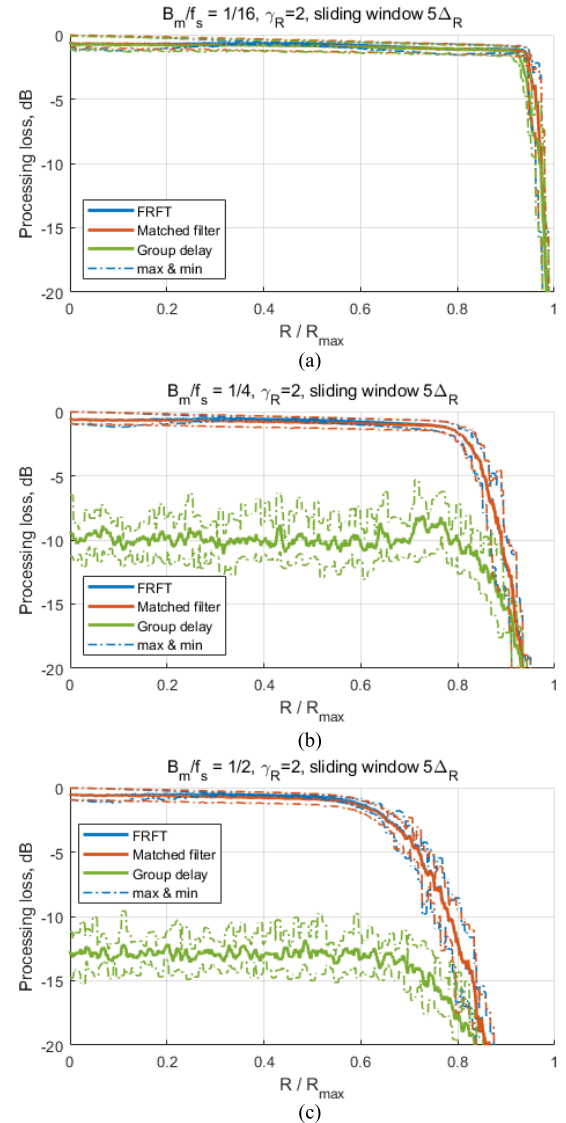 B_m/f_s = 1/16, γ_R=2, sliding window 5Δ_R
0
-5
-10
-15
-20
Processing loss, dB
FRFT
Matched filter
Group delay
max & min
0 0.2 0.4 0.6 0.8 1
R / R_max
(a)
B_m/f_s = 1/4, γ_R=2, sliding window 5Δ_R
0
-5
-10
-15
-20
Processing loss, dB
FRFT
Matched filter
Group delay
max & min
0 0.2 0.4 0.6 0.8 1
R / R_max
(b)
B_m/f_s = 1/2, γ_R=2, sliding window 5Δ_R
0
-5
-10
-15
-20
Processing loss, dB
FRFT
Matched filter
Group delay
max & min
0 0.2 0.4 0.6 0.8 1
R / R_max
(c)